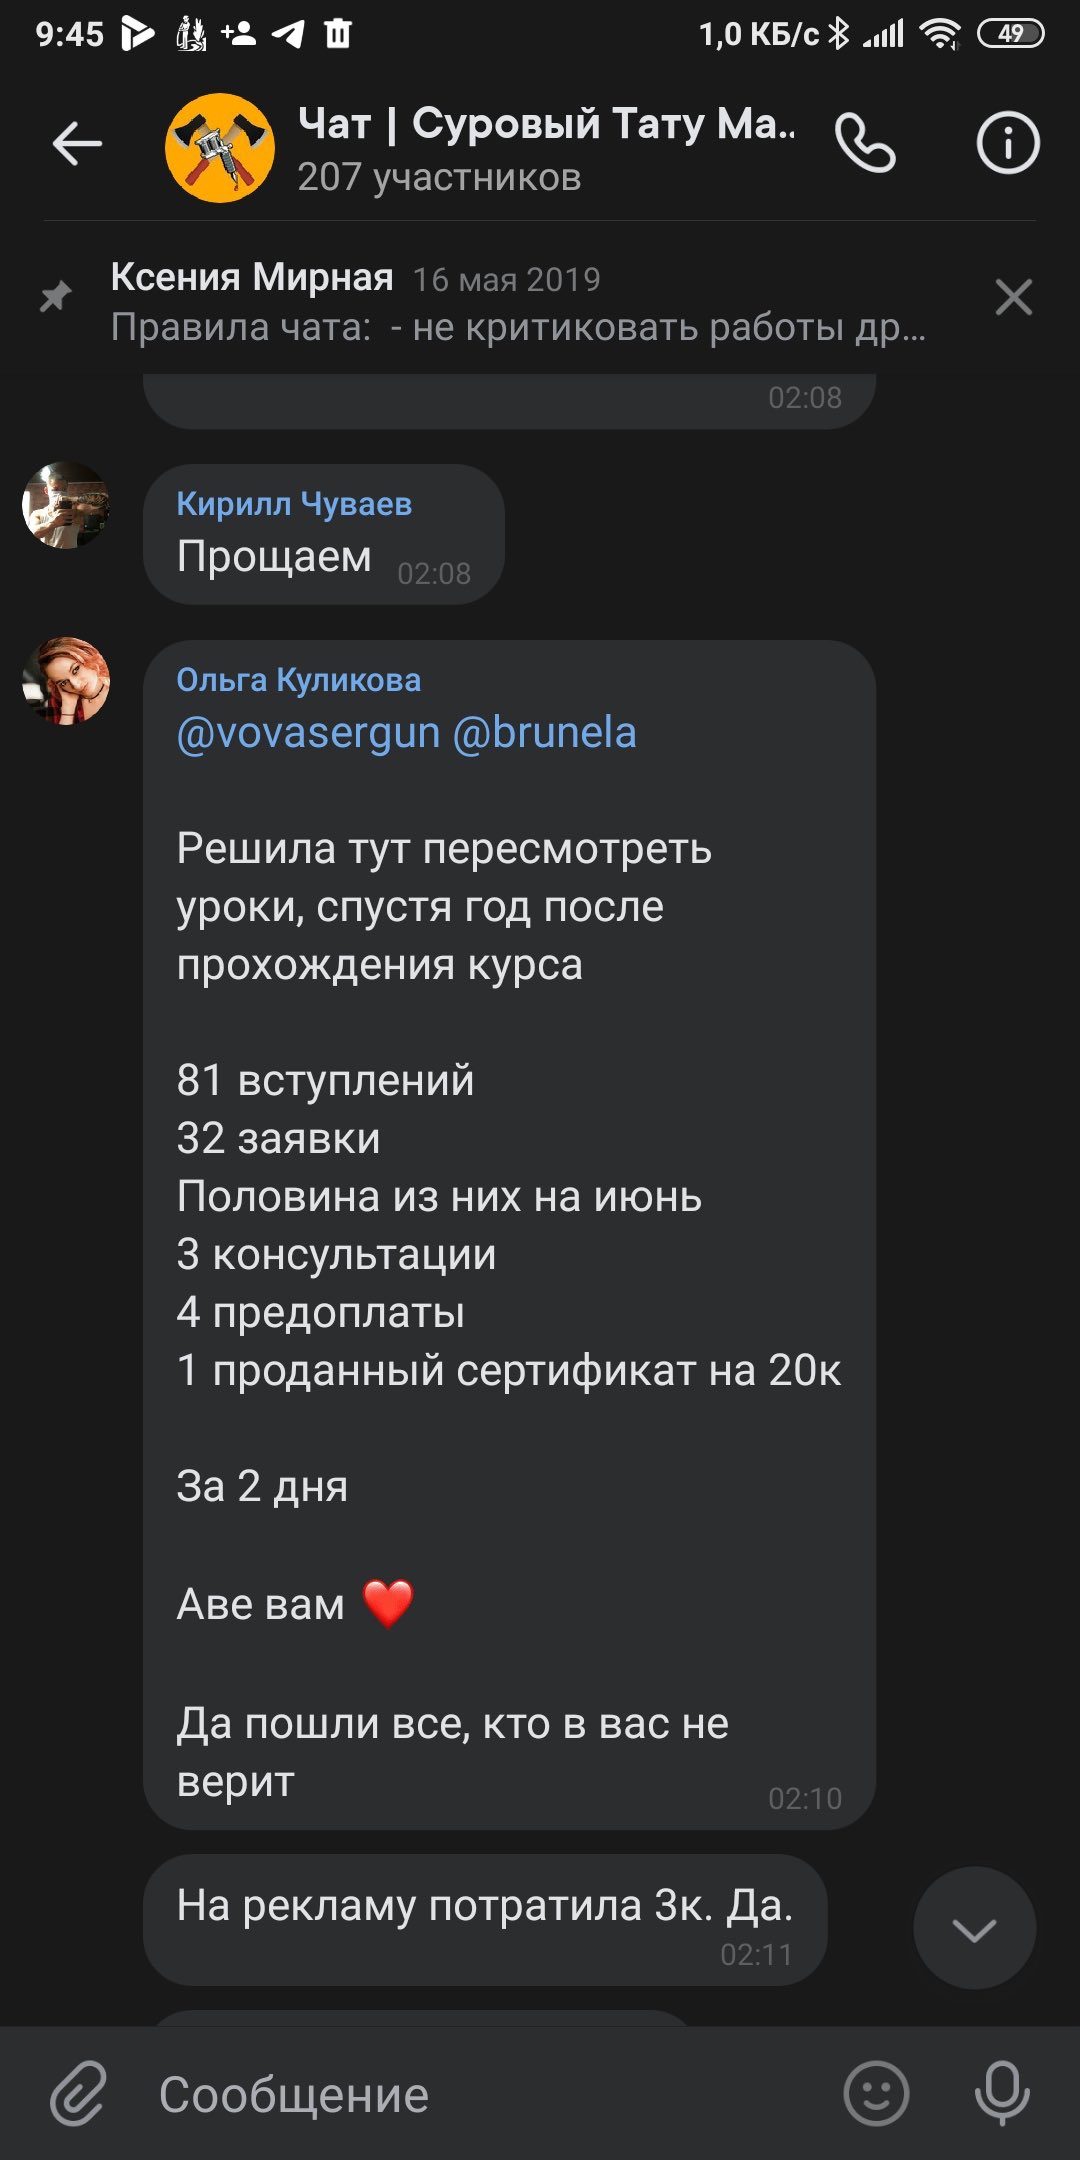 9:45
1,0 КБ/с
49
Чат | Суровый Тату Ма..
207 участников
Ксения Мирная 16 мая 2019
Правила чата: - не критиковать работы др...
02:08
Кирилл Чуваев
Прощаем 02:08
Ольга Куликова
@vovasergun @brunela
Решила тут пересмотреть
уроки, спустя год после
прохождения курса
81 вступлений
32 заявки
Половина из них на июнь
3 консультации
4 предоплаты
1 проданный сертификат на 20к
За 2 дня
Аве вам ❤️
Да пошли все, кто в вас не
верит
02:10
На рекламу потратила 3к. Да.
02:11
Сообщение